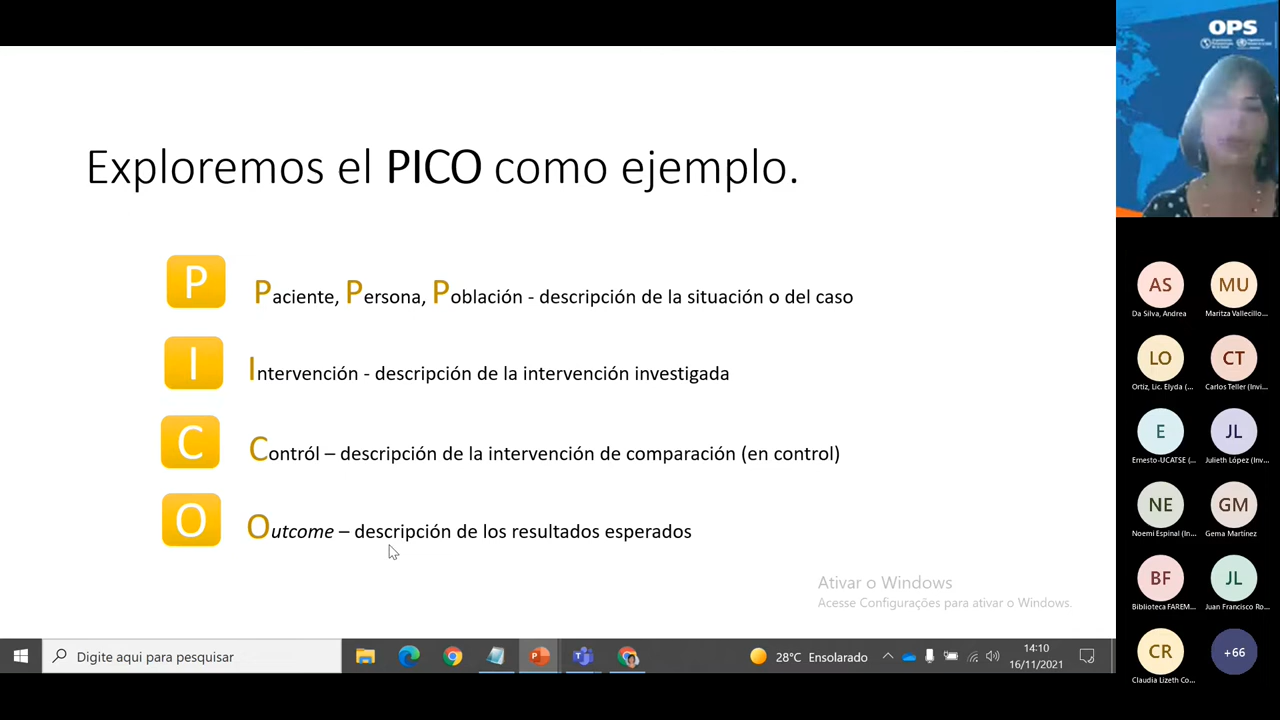 Exploremos el PICO como ejemplo.
P
Paciente, Persona, Población - descripción de la situación o del caso
I
Intervención - descripción de la intervención investigada
C
Contról – descripción de la intervención de comparación (en control)
O
Outcome – descripción de los resultados esperados
Ativar o Windows
Acesse Configurações para ativar o Windows.
Digite aqui para pesquisar
28°C Ensolarado
14:10
16/11/2021
OPS
AS
MU
Da Silva, Andrea
Maritza Vallecillo...
LO
CT
Ortiz, Lic. Elyda (...
Carlos Teller (Invi...
E
JL
Ernesto-UCATSE (...
Julieth López (Inv...
NE
GM
Noemi Espinal (In...
Gema Martínez
BF
JL
Biblioteca FAREM...
Juan Francisco Ro...
CR
+66
Claudia Lizeth Co...